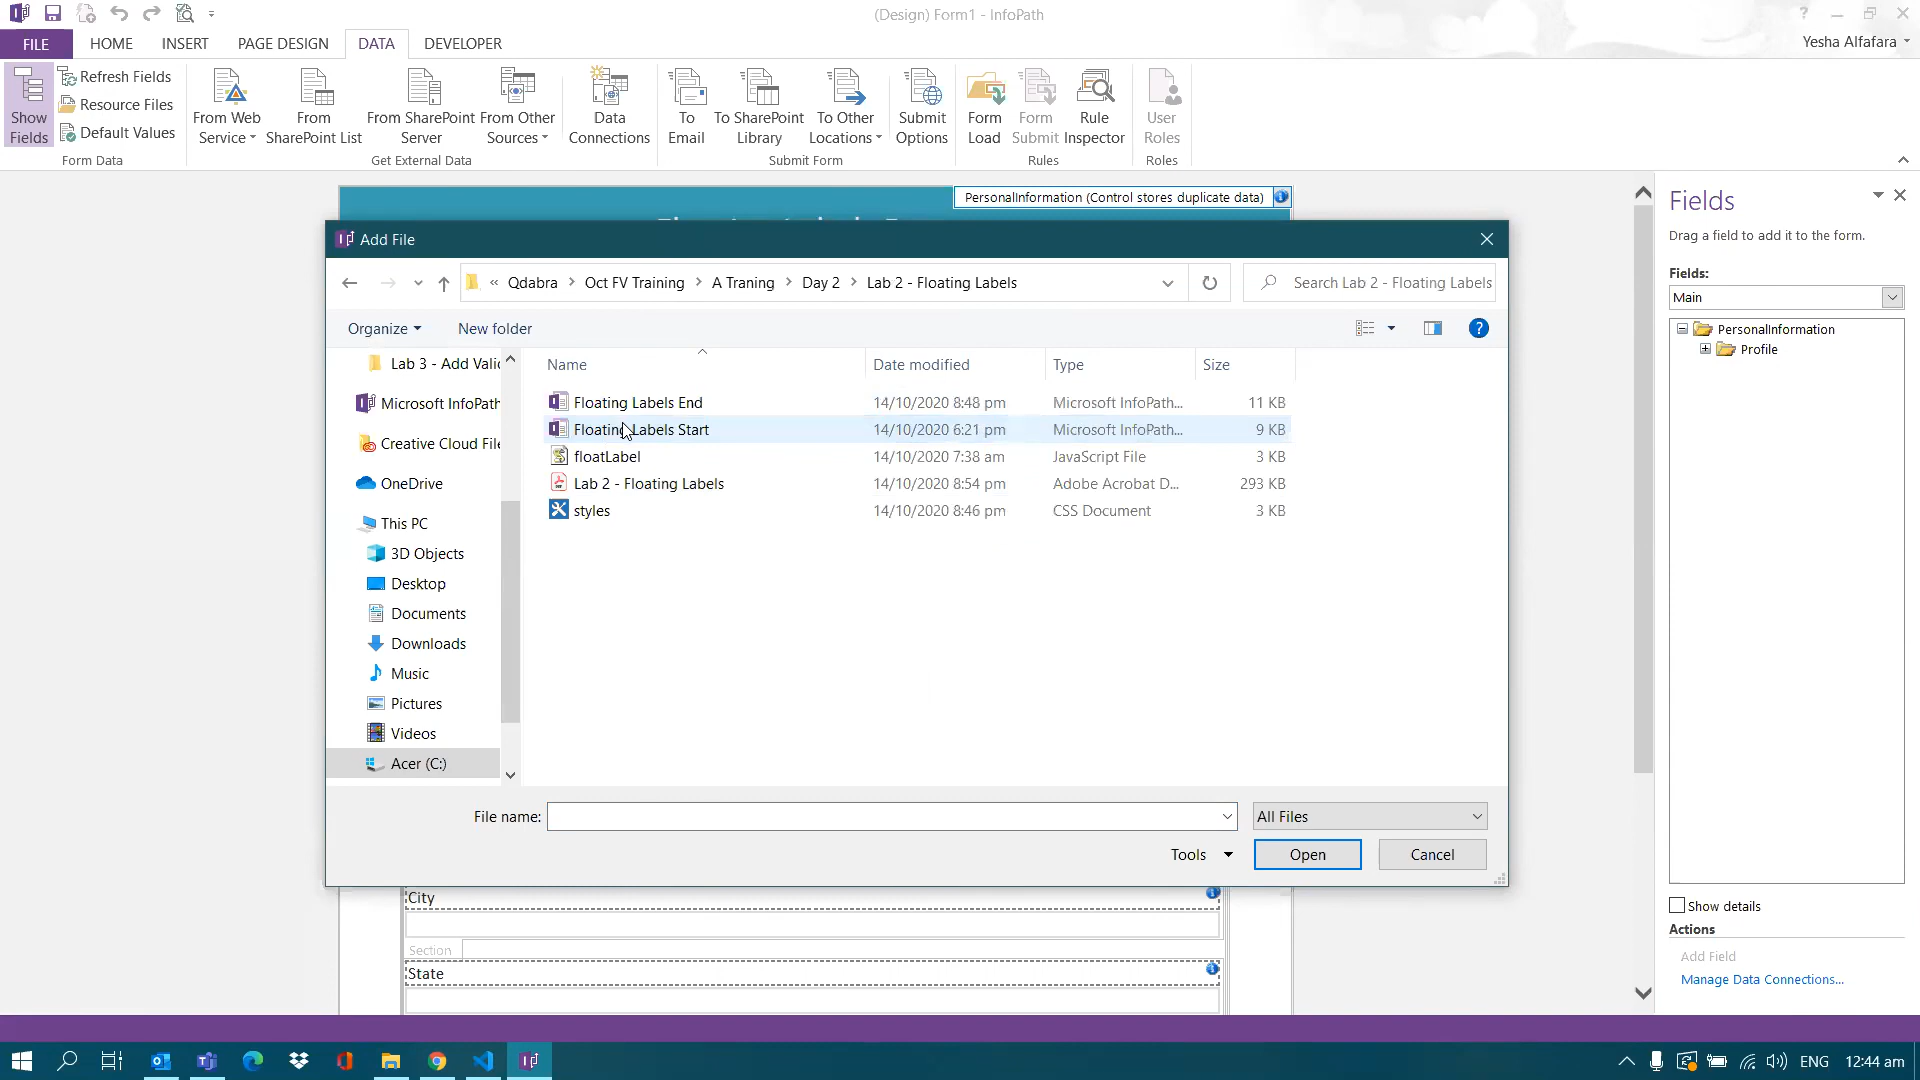 (Design) Form1 - InfoPath
?
FILE
HOME
INSERT
PAGE DESIGN
DATA
DEVELOPER
Yesha Alfafara
Show
Fields
Refresh Fields
Resource Files
Default Values
Form Data
From Web
Service
From
SharePoint List
From SharePoint
Server
From Other
Sources
Data
Connections
Get External Data
To
Email
To SharePoint
Library
To Other
Locations
Submit
Options
Submit Form
Form
Load
Form
Submit
Rule
Inspector
Rules
User
Roles
Roles
PersonalInformation (Control stores duplicate data)
Add File
« Qdabra > Oct FV Training > A Traning > Day 2 > Lab 2 - Floating Labels
Search Lab 2 - Floating Labels
Organize
New folder
?
Lab 3 - Add Valid
Microsoft InfoPath
Creative Cloud File
OneDrive
This PC
3D Objects
Desktop
Documents
Downloads
Music
Pictures
Videos
Acer (C:)
Name Date modified Type Size
Floating Labels End 14/10/2020 8:48 pm Microsoft InfoPath... 11 KB
Floating Labels Start 14/10/2020 6:21 pm Microsoft InfoPath... 9 KB
floatLabel 14/10/2020 7:38 am JavaScript File 3 KB
Lab 2 - Floating Labels 14/10/2020 8:54 pm Adobe Acrobat D... 293 KB
styles 14/10/2020 8:46 pm CSS Document 3 KB
File name:
All Files
Tools
Open
Cancel
City
Section
State
Fields
Drag a field to add it to the form.
Fields:
Main
PersonalInformation
Profile
Show details
Actions
Add Field
Manage Data Connections...
ENG
12:44 am